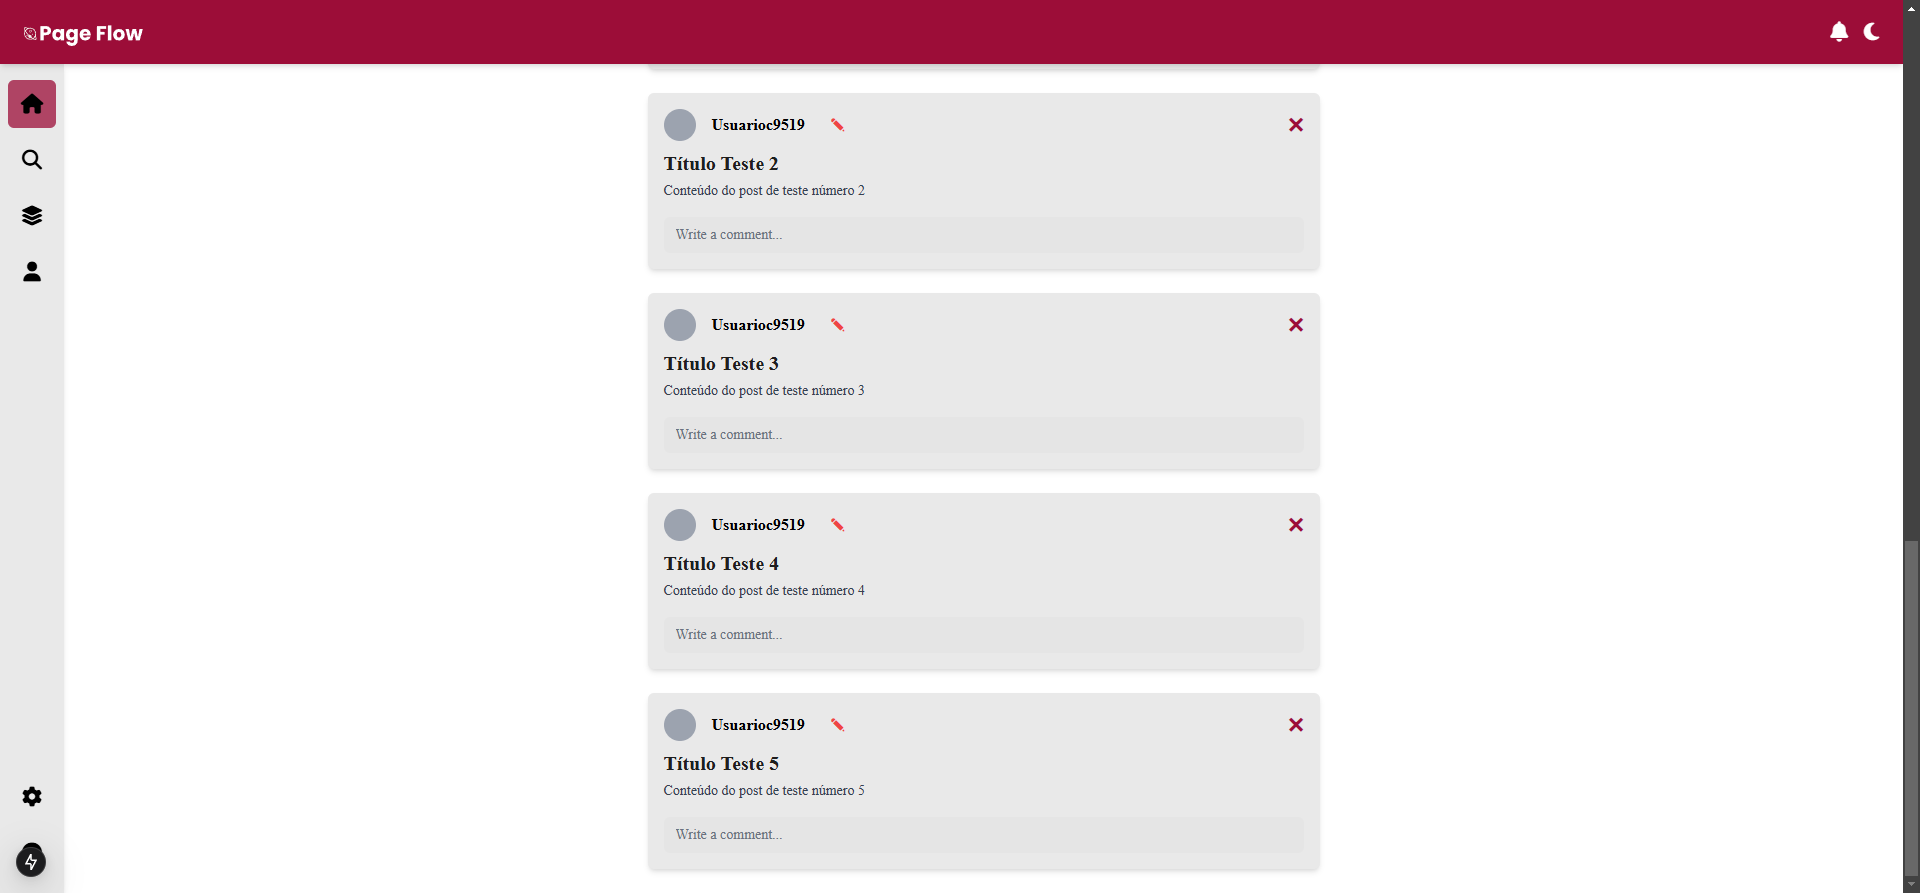 Page Flow
Usuarioc9519
Título Teste 2
Conteúdo do post de teste número 2
Write a comment...
Usuarioc9519
Título Teste 3
Conteúdo do post de teste número 3
Write a comment...
Usuarioc9519
Título Teste 4
Conteúdo do post de teste número 4
Write a comment...
Usuarioc9519
Título Teste 5
Conteúdo do post de teste número 5
Write a comment...